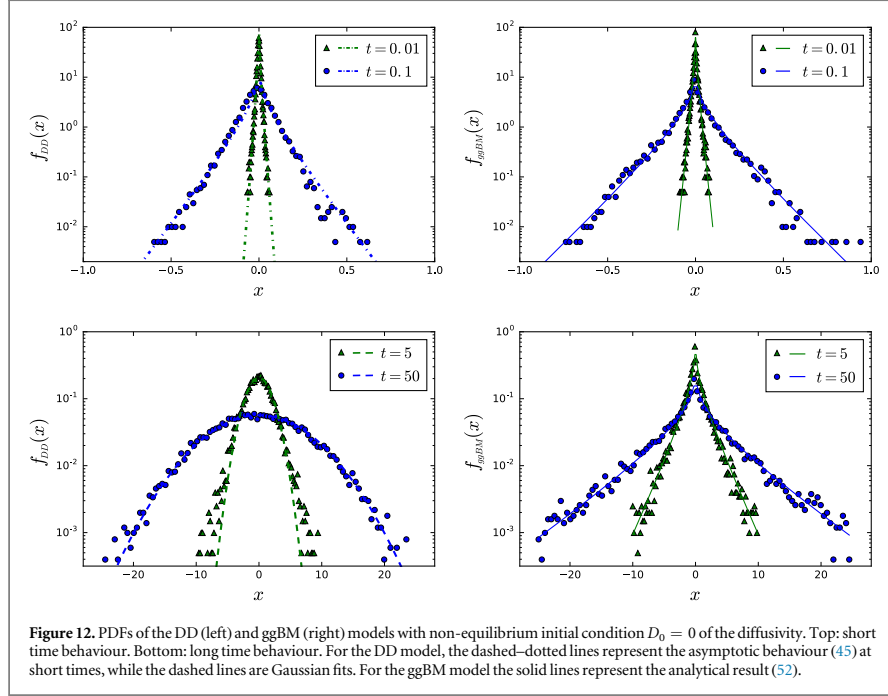 10²
10¹
10⁰
10⁻¹
10⁻²
f_DD(x)
t = 0.01
t = 0.1
−1.0 −0.5 0.0 0.5 1.0
x
10²
10¹
10⁰
10⁻¹
10⁻²
f_ggBM(x)
t = 0.01
t = 0.1
−1.0 −0.5 0.0 0.5 1.0
x
10⁰
10⁻¹
10⁻²
10⁻³
f_DD(x)
t = 5
t = 50
−20 −10 0 10 20
x
10⁰
10⁻¹
10⁻²
10⁻³
f_ggBM(x)
t = 5
t = 50
−20 −10 0 10 20
x
Figure 12. PDFs of the DD (left) and ggBM (right) models with non-equilibrium initial condition D₀ = 0 of the diffusivity. Top: short
time behaviour. Bottom: long time behaviour. For the DD model, the dashed–dotted lines represent the asymptotic behaviour (45) at
short times, while the dashed lines are Gaussian fits. For the ggBM model the solid lines represent the analytical result (52).